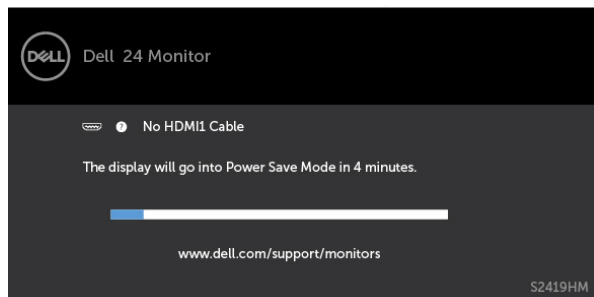 DELL
Dell 24 Monitor
? No HDMI1 Cable
The display will go into Power Save Mode in 4 minutes.
www.dell.com/support/monitors
S2419HM